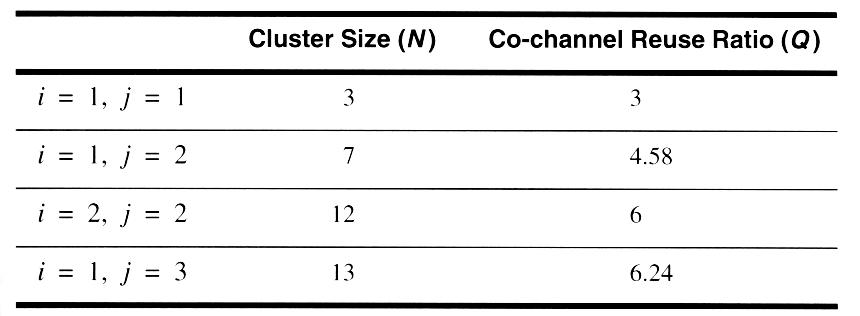 Cluster Size (N) Co-channel Reuse Ratio (Q)
i = 1, j = 1 3 3
i = 1, j = 2 7 4.58
i = 2, j = 2 12 6
i = 1, j = 3 13 6.24